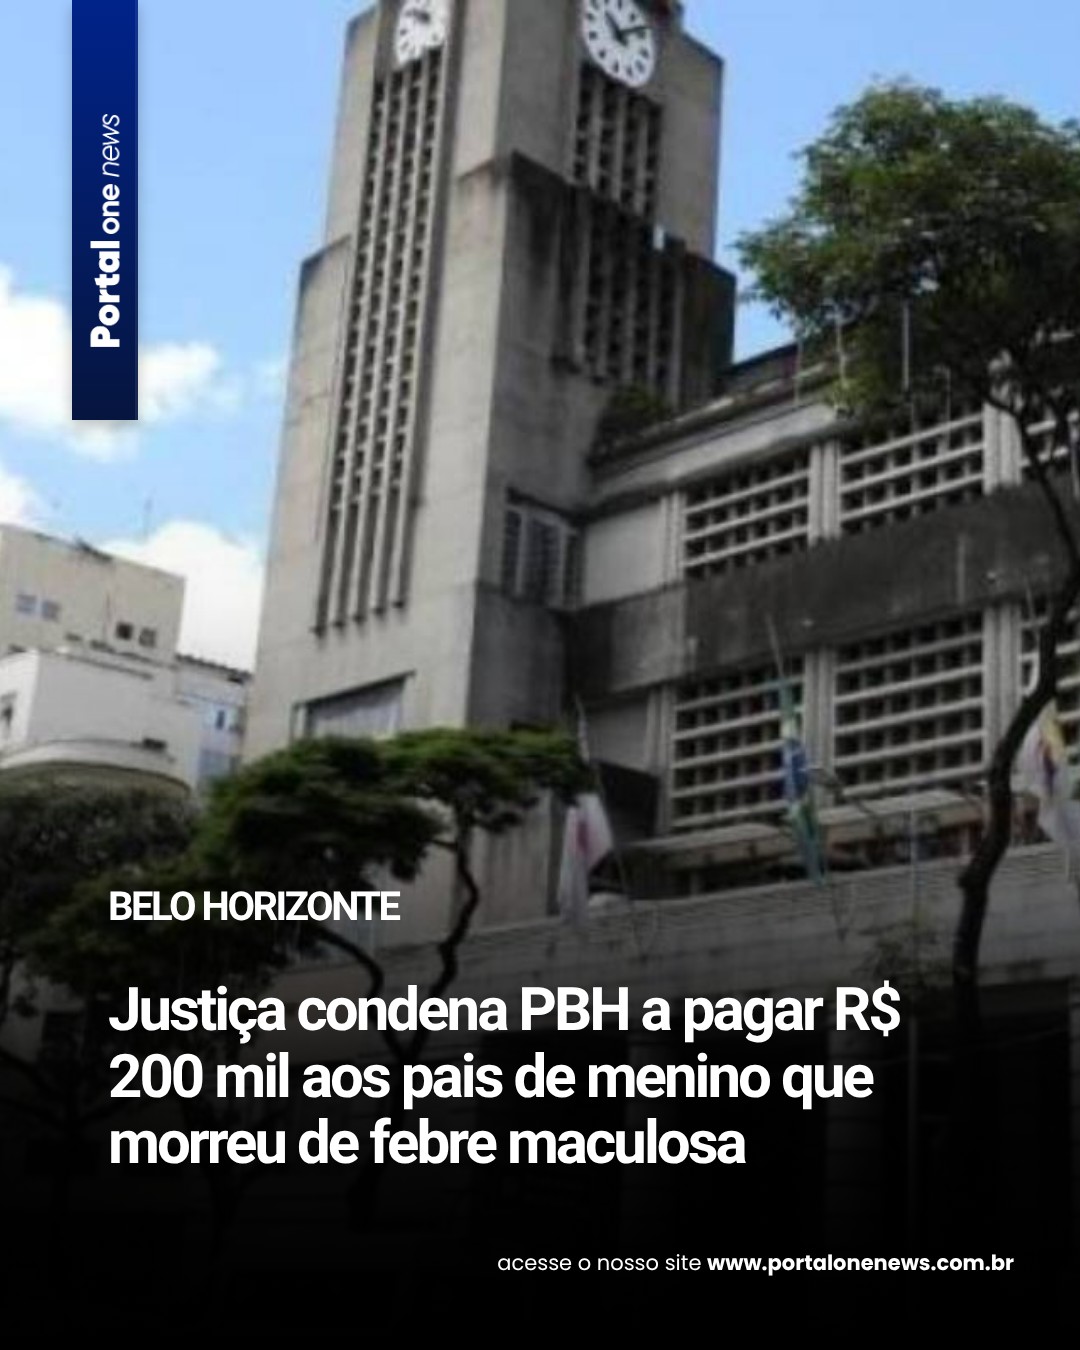 Portal one news
BELO HORIZONTE
Justiça condena PBH a pagar R$
200 mil aos pais de menino que
morreu de febre maculosa
acesse o nosso site www.portalonenews.com.br